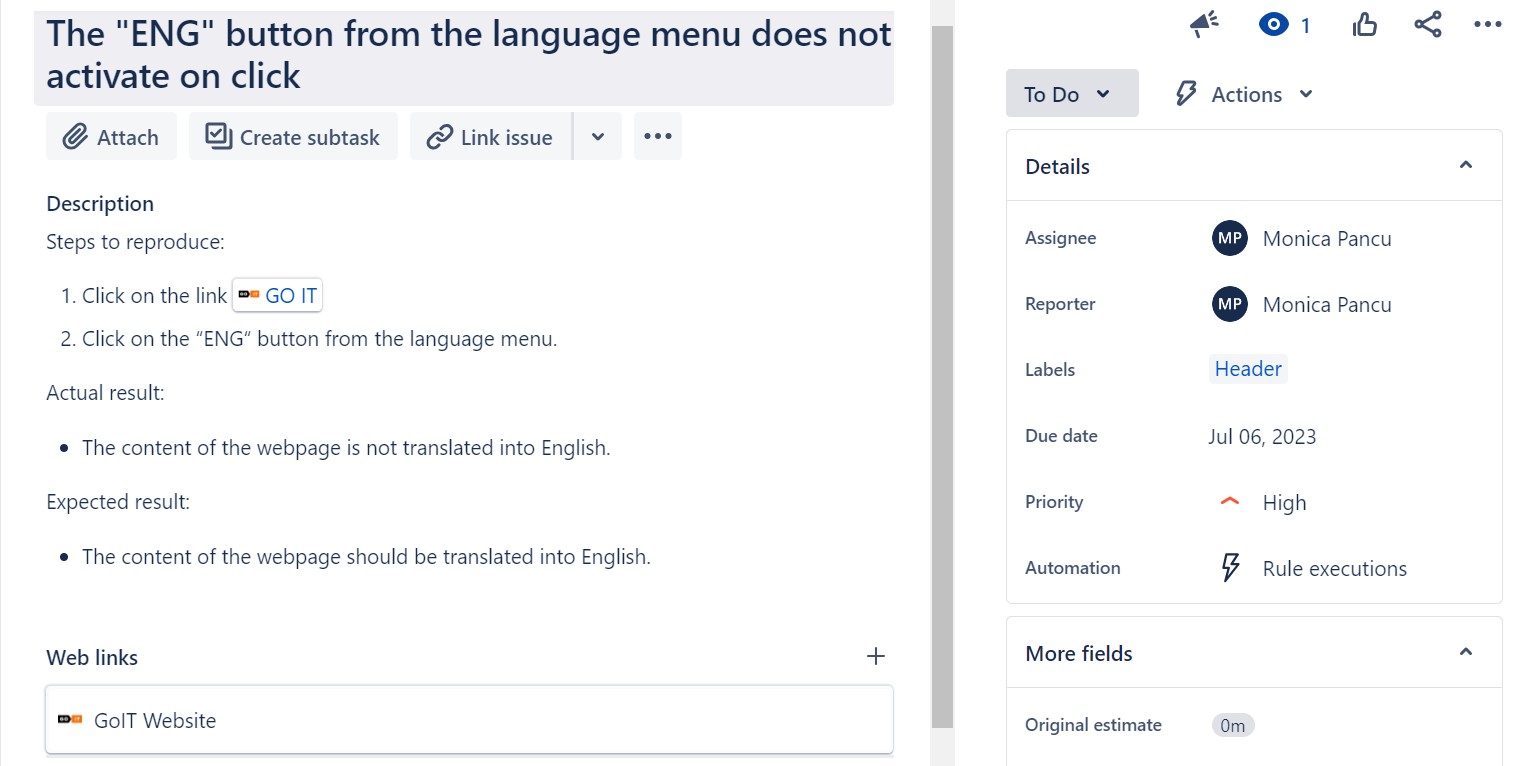 The "ENG" button from the language menu does not
activate on click
Attach
Create subtask
Link issue
Description
Steps to reproduce:
1. Click on the link GO IT
2. Click on the “ENG“ button from the language menu.
Actual result:
The content of the webpage is not translated into English.
Expected result:
The content of the webpage should be translated into English.
Web links
GO IT GoIT Website
1
To Do
Actions
Details
Assignee MP Monica Pancu
Reporter MP Monica Pancu
Labels Header
Due date Jul 06, 2023
Priority High
Automation Rule executions
More fields
Original estimate 0m